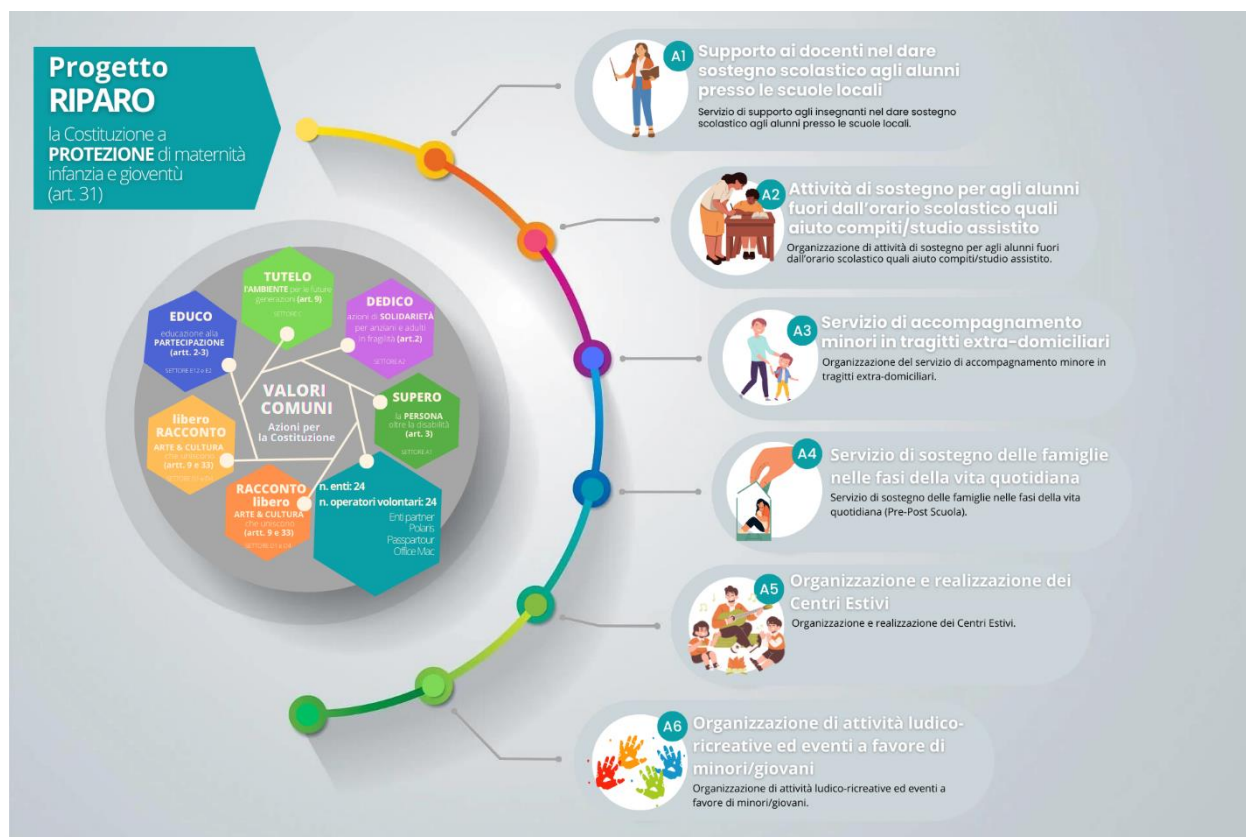 Progetto
RIPARO
la Costituzione a
PROTEZIONE di maternità
infanzia e gioventù
(art. 31)
TUTELO
l'AMBIENTE per le future
generazioni (art. 9)
EDUCO
educazione alla
PARTECIPAZIONE
(artt. 2-3)
DEDICO
azioni di SOLIDARIETÀ
per anziani e adulti
in fragilità (art.2)
SETTORE A2
VALORI
COMUNI
Azioni per
la Costituzione
SUPERO
la PERSONA
oltre la disabilità
(art. 3)
SETTORE A1
libero
RACCONTO
ARTE & CULTURA
che uniscono
(artt. 9 e 33)
RACCONTO
libero
ARTE & CULTURA
che uniscono
(artt. 9 e 33)
n. enti: 24
n. operatori volontari: 24
Enti partner
Polaris
Passpartour
Office Mac
A1
Supporto ai docenti nel dare
sostegno scolastico agli alunni
presso le scuole locali
Servizio di supporto agli insegnanti nel dare sostegno
scolastico agli alunni presso le scuole locali.
A2
Attività di sostegno per agli alunni
fuori dall'orario scolastico quali
aiuto compiti/studio assistito
Organizzazione di attività di sostegno per agli alunni fuori
dall'orario scolastico quali aiuto compiti/studio assistito.
A3
Servizio di accompagnamento
minori in tragitti extra-domiciliari
Organizzazione del servizio di accompagnamento minore in
tragitti extra-domiciliari.
A4
Servizio di sostegno delle famiglie
nelle fasi della vita quotidiana
Servizio di sostegno delle famiglie nelle fasi della vita
quotidiana (Pre-Post Scuola).
A5
Organizzazione e realizzazione dei
Centri Estivi
Organizzazione e realizzazione dei Centri Estivi.
A6
Organizzazione di attività ludico-
ricreative ed eventi a favore di
minori/giovani
Organizzazione di attività ludico-ricreative ed eventi a
favore di minori/giovani.